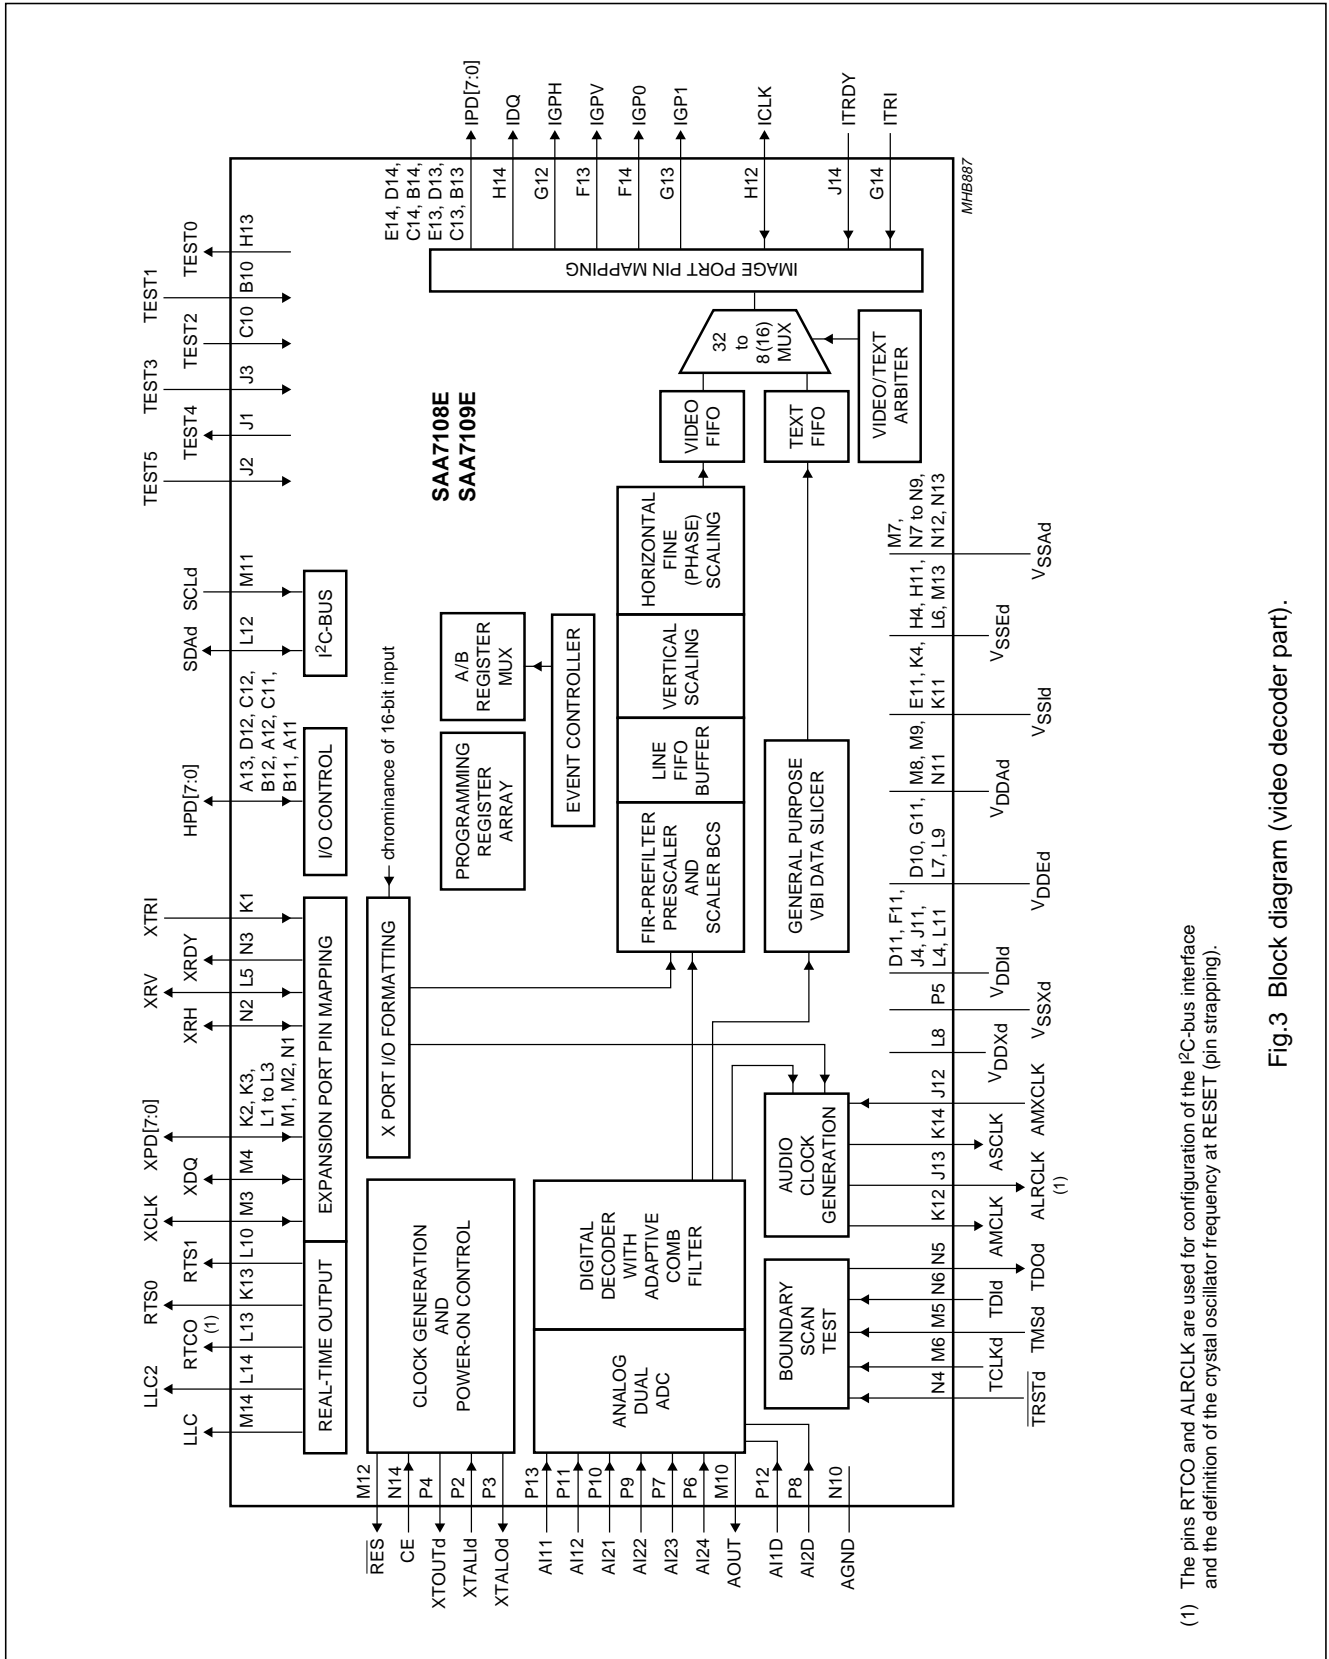 TEST5
TEST4
TEST3
TEST2
TEST1
TEST0
J2
J1
J3
C10
B10
H13
SDAd
SCLd
L12
M11
I²C-BUS
HPD[7:0]
A13, D12, C12,
B12, A12, C11,
B11, A11
I/O CONTROL
XCLK
XDQ
XPD[7:0]
XRH
XRV
XRDY
XTRI
M3
M4
K2, K3,
L1 to L3
M1, M2, N1
N2
L5
N3
K1
EXPANSION PORT PIN MAPPING
LLC
LLC2
RTCO
(1)
RTS0
RTS1
M14
L14
L13
K13
L10
REAL-TIME OUTPUT
X PORT I/O FORMATTING
chrominance of 16-bit input
CLOCK GENERATION
AND
POWER-ON CONTROL
PROGRAMMING
REGISTER
ARRAY
A/B
REGISTER
MUX
EVENT CONTROLLER
SAA7108E
SAA7109E
RES
CE
XTOUTd
XTALId
XTALOd
M12
N14
P4
P2
P3
AI11
AI12
AI21
AI22
AI23
AI24
AOUT
AI1D
AI2D
AGND
P13
P11
P10
P9
P7
P6
M10
P12
P8
N10
ANALOG
DUAL
ADC
DIGITAL
DECODER
WITH
ADAPTIVE
COMB
FILTER
FIR-PREFILTER
PRESCALER
AND
SCALER BCS
LINE
FIFO
BUFFER
VERTICAL
SCALING
HORIZONTAL
FINE
(PHASE)
SCALING
VIDEO
FIFO
TEXT
FIFO
32
to
8(16)
MUX
VIDEO/TEXT
ARBITER
IMAGE PORT PIN MAPPING
E14, D14,
C14, B14,
E13, D13,
C13, B13
IPD[7:0]
H14
IDQ
G12
IGPH
F13
IGPV
F14
IGP0
G13
IGP1
H12
ICLK
J14
ITRDY
G14
ITRI
GENERAL PURPOSE
VBI DATA SLICER
BOUNDARY
SCAN
TEST
AUDIO
CLOCK
GENERATION
N4
M6
M5
N6
N5
K12
J13
K14
J12
L8
P5
D11, F11,
J4, J11,
L4, L11
D10, G11,
L7, L9
M8, M9,
N11
E11, K4,
K11
H4, H11,
L6, M13
M7,
N7 to N9,
N12, N13
TRSTd
TCLKd
TMSd
TDId
TDOd
AMCLK
ALRCLK
(1)
ASCLK
AMXCLK
VDDXd
VSSXd
VDDId
VDDEd
VDDAd
VSSId
VSSEd
VSSAd
MHB887
(1) The pins RTCO and ALRCLK are used for configuration of the I²C-bus interface
and the definition of the crystal oscillator frequency at RESET (pin strapping).
Fig.3 Block diagram (video decoder part).